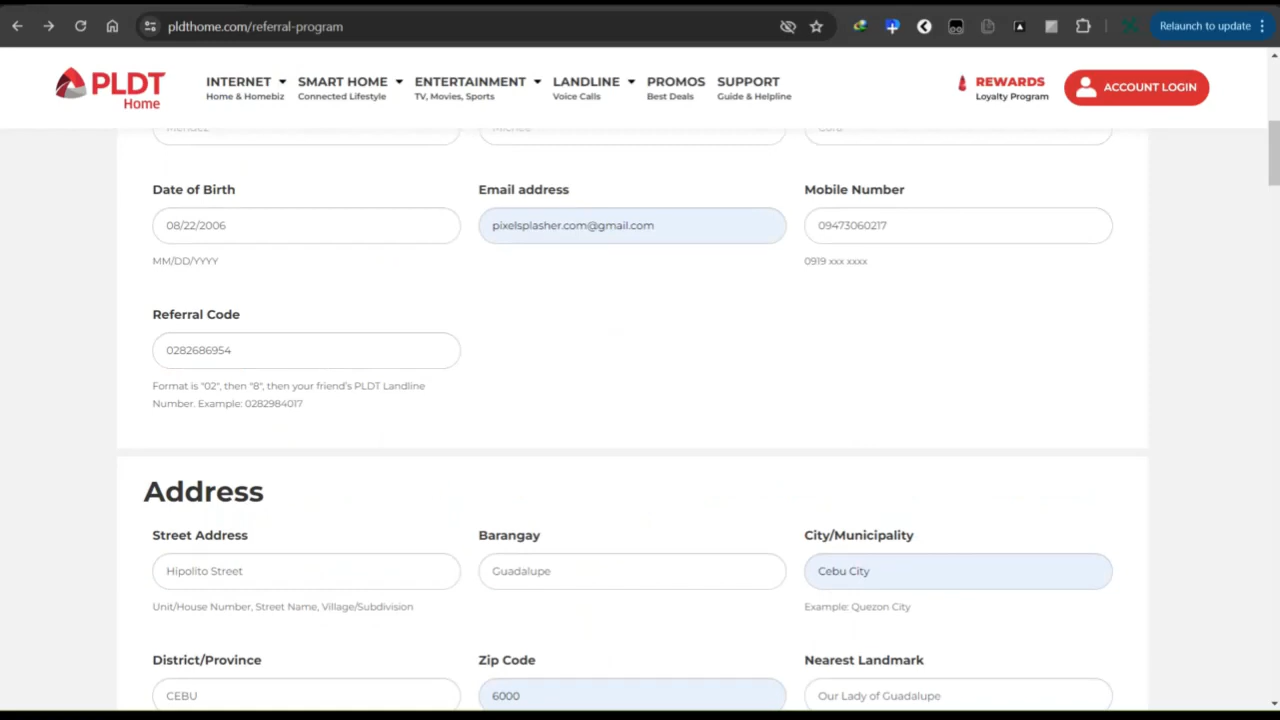 pldthome.com/referral-program
Relaunch to update
PLDT
Home
INTERNET
Home & Homebiz
SMART HOME
Connected Lifestyle
ENTERTAINMENT
TV, Movies, Sports
LANDLINE
Voice Calls
PROMOS
Best Deals
SUPPORT
Guide & Helpline
REWARDS
Loyalty Program
ACCOUNT LOGIN
Date of Birth
Email address
Mobile Number
08/22/2006
pixelsplasher.com@gmail.com
09473060217
MM/DD/YYYY
0919 xxx xxxx
Referral Code
0282686954
Format is "02", then "8", then your friend's PLDT Landline
Number. Example: 0282984017
Address
Street Address
Barangay
City/Municipality
Hipolito Street
Guadalupe
Cebu City
Unit/House Number, Street Name, Village/Subdivision
Example: Quezon City
District/Province
Zip Code
Nearest Landmark
CEBU
6000
Our Lady of Guadalupe